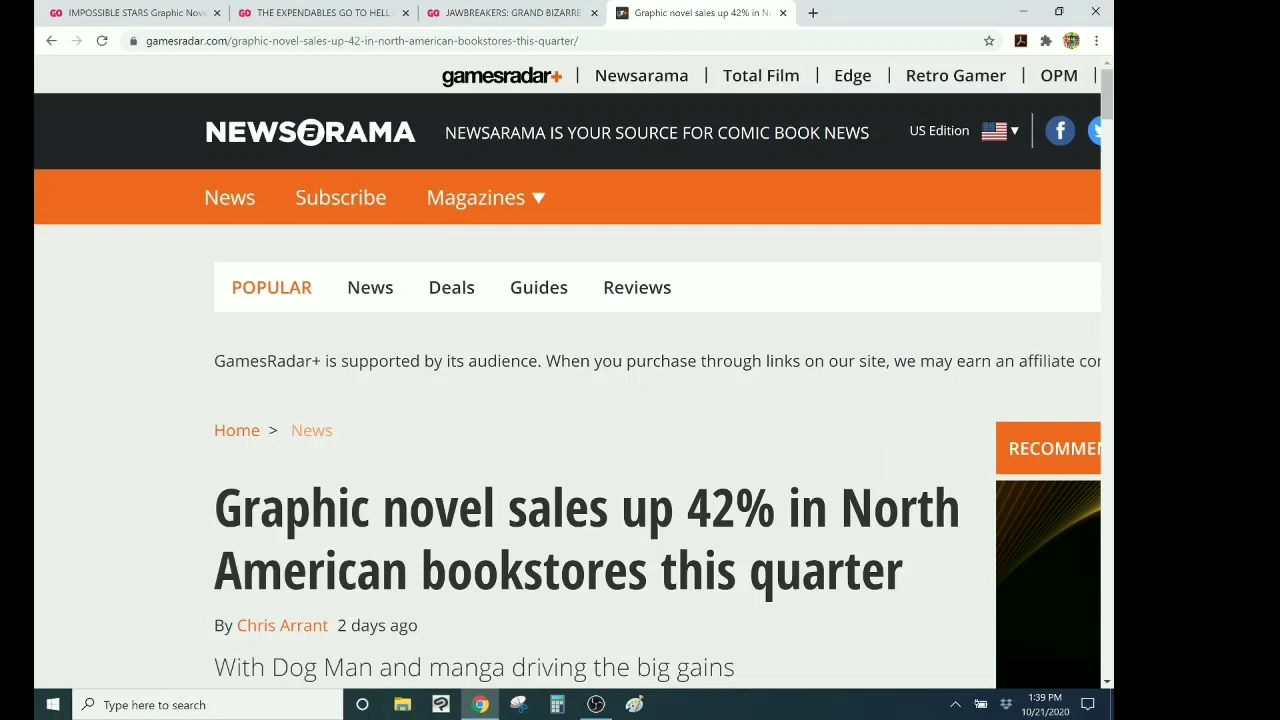 IMPOSSIBLE STARS Graphic Nov
THE EXPENDABLES GO TO HELL
JAWBREAKERS: GRAND BIZARRE
Graphic novel sales up 42% in N
gamesradar.com/graphic-novel-sales-up-42-in-north-american-bookstores-this-quarter/
gamesradar+ | Newsarama | Total Film | Edge | Retro Gamer | OPM |
NEWSARAMA NEWSARAMA IS YOUR SOURCE FOR COMIC BOOK NEWS US Edition
News Subscribe Magazines ▼
POPULAR News Deals Guides Reviews
GamesRadar+ is supported by its audience. When you purchase through links on our site, we may earn an affiliate
Home > News
RECOMMEN
Graphic novel sales up 42% in North
American bookstores this quarter
By Chris Arrant 2 days ago
With Dog Man and manga driving the big gains
Type here to search
1:39 PM
10/21/2020